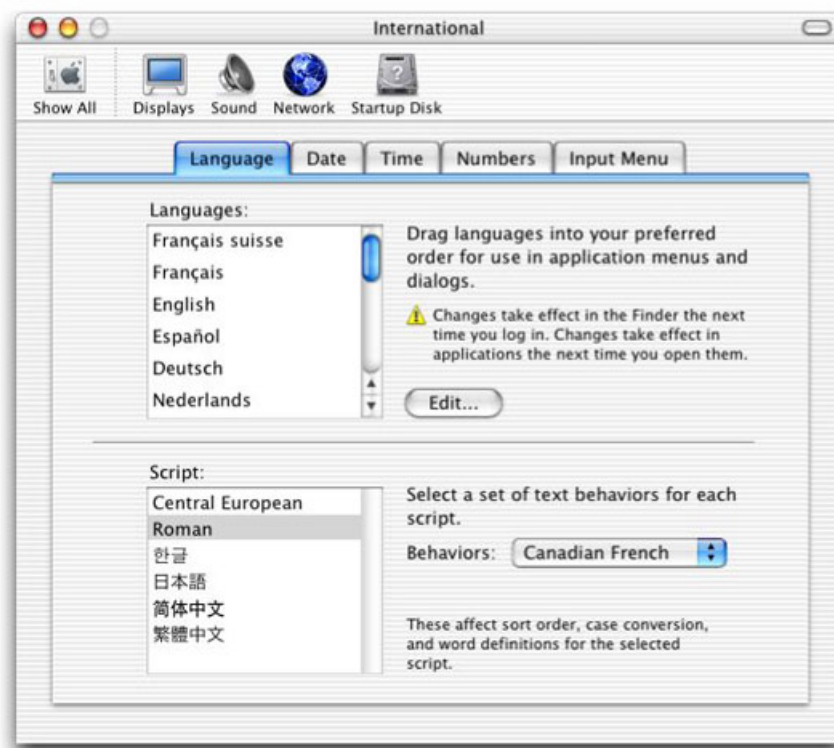 International
Show All
Displays
Sound
Network
Startup Disk
Language
Date
Time
Numbers
Input Menu
Languages:
Français suisse
Français
English
Español
Deutsch
Nederlands
Drag languages into your preferred
order for use in application menus and
dialogs.
Changes take effect in the Finder the next
time you log in. Changes take effect in
applications the next time you open them.
Edit...
Script:
Central European
Roman
한글
日本語
简体中文
繁體中文
Select a set of text behaviors for each
script.
Behaviors: Canadian French
These affect sort order, case conversion,
and word definitions for the selected
script.